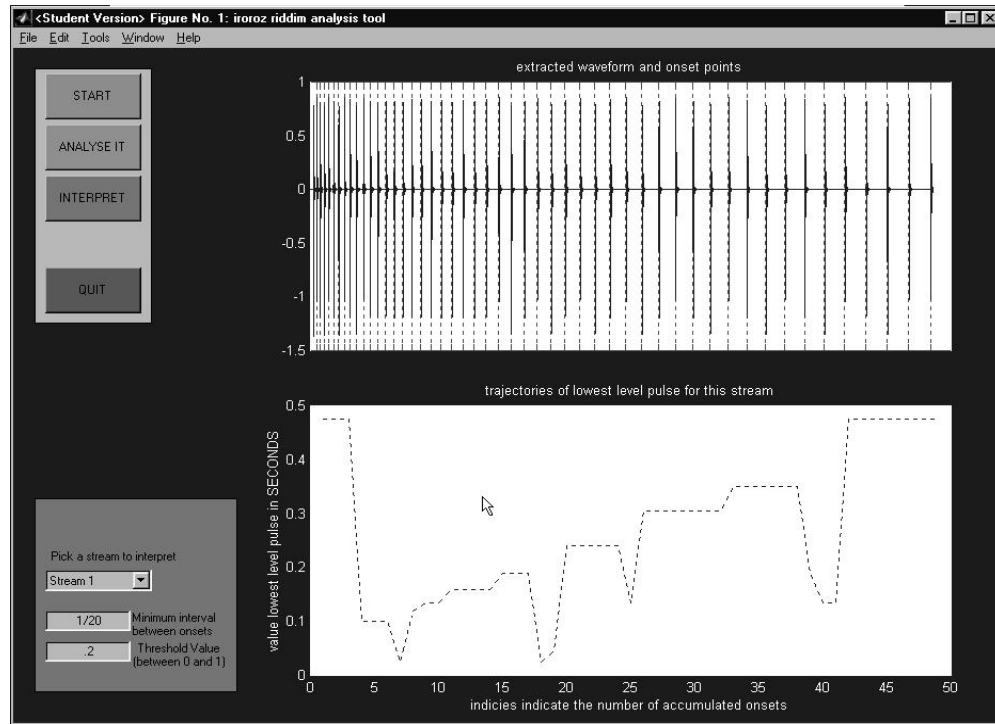 <Student Version> Figure No. 1: iroroz riddim analysis tool
File Edit Tools Window Help
START
ANALYSE IT
INTERPRET
QUIT
extracted waveform and onset points
1
0.5
0
-0.5
-1
-1.5
trajectories of lowest level pulse for this stream
value lowest level pulse in SECONDS
0.5
0.4
0.3
0.2
0.1
0
0 5 10 15 20 25 30 35 40 45 50
indicies indicate the number of accumulated onsets
Pick a stream to interpret
Stream 1
1/20 Minimum interval
between onsets
.2 Threshold Value
(between 0 and 1)